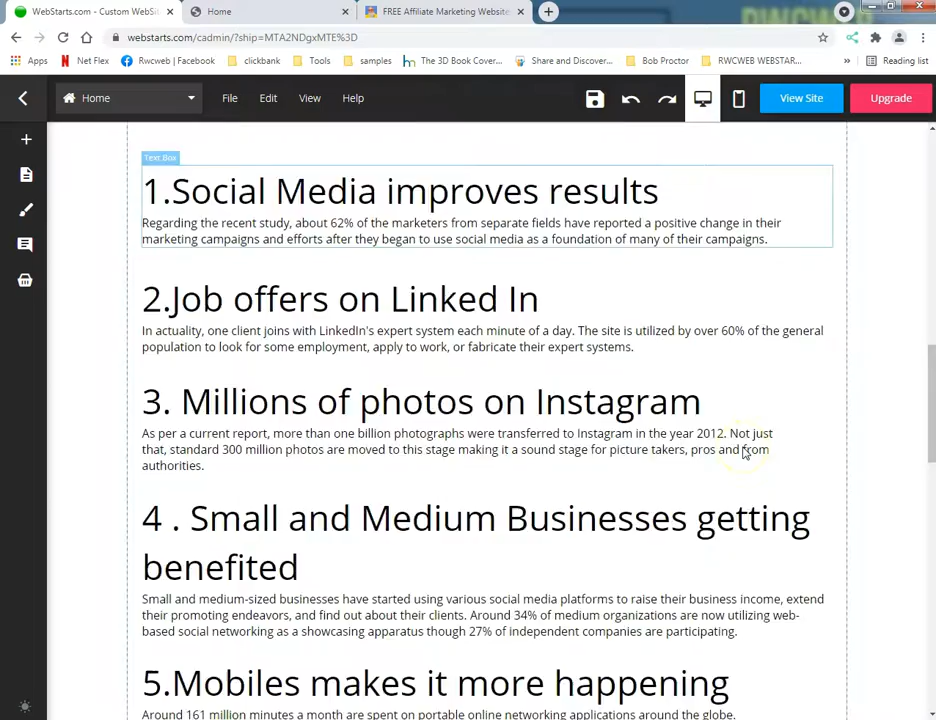 WebStarts.com - Custom WebSi
Home
FREE Affiliate Marketing Website
webstarts.com/cadmin/?ship=MTA2NDgxMTE%3D
Apps
Net Flex
Rwcweb | Facebook
clickbank
Tools
samples
The 3D Book Cover...
Share and Discover...
Bob Proctor
RWCWEB WEBSTAR...
»
Reading list
Home
File
Edit
View
Help
View Site
Upgrade
Text Box
1.Social Media improves results
Regarding the recent study, about 62% of the marketers from separate fields have reported a positive change in their
marketing campaigns and efforts after they began to use social media as a foundation of many of their campaigns.
2.Job offers on Linked In
In actuality, one client joins with LinkedIn's expert system each minute of a day. The site is utilized by over 60% of the general
population to look for some employment, apply to work, or fabricate their expert systems.
3. Millions of photos on Instagram
As per a current report, more than one billion photographs were transferred to Instagram in the year 2012. Not just
that, standard 300 million photos are moved to this stage making it a sound stage for picture takers, pros and from
authorities.
4 . Small and Medium Businesses getting
benefited
Small and medium-sized businesses have started using various social media platforms to raise their business income, extend
their promoting endeavors, and find out about their clients. Around 34% of medium organizations are now utilizing web-
based social networking as a showcasing apparatus though 27% of independent companies are participating.
5.Mobiles makes it more happening
Around 161 million minutes a month are spent on portable online networking applications around the globe.